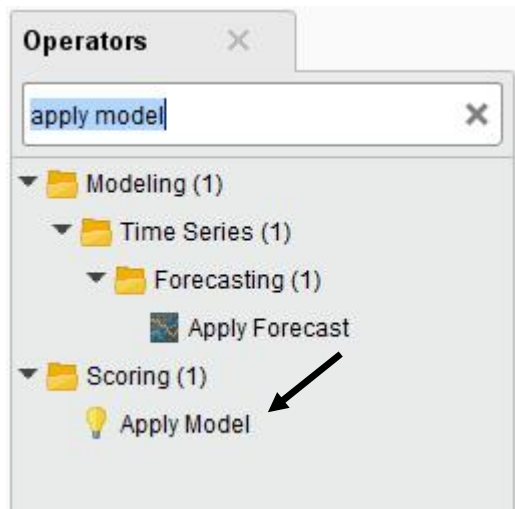 Operators
apply model
Modeling (1)
Time Series (1)
Forecasting (1)
Apply Forecast
Scoring (1)
Apply Model